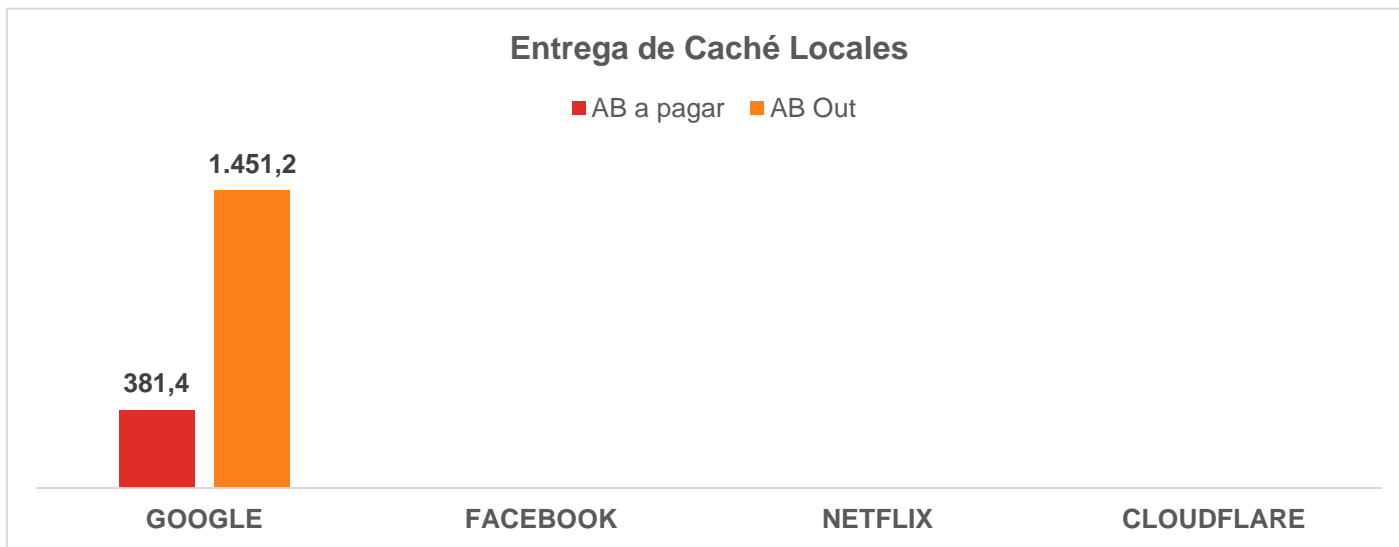 Entrega de Caché Locales
AB a pagar AB Out
1.451,2
381,4
GOOGLE FACEBOOK NETFLIX CLOUDFLARE